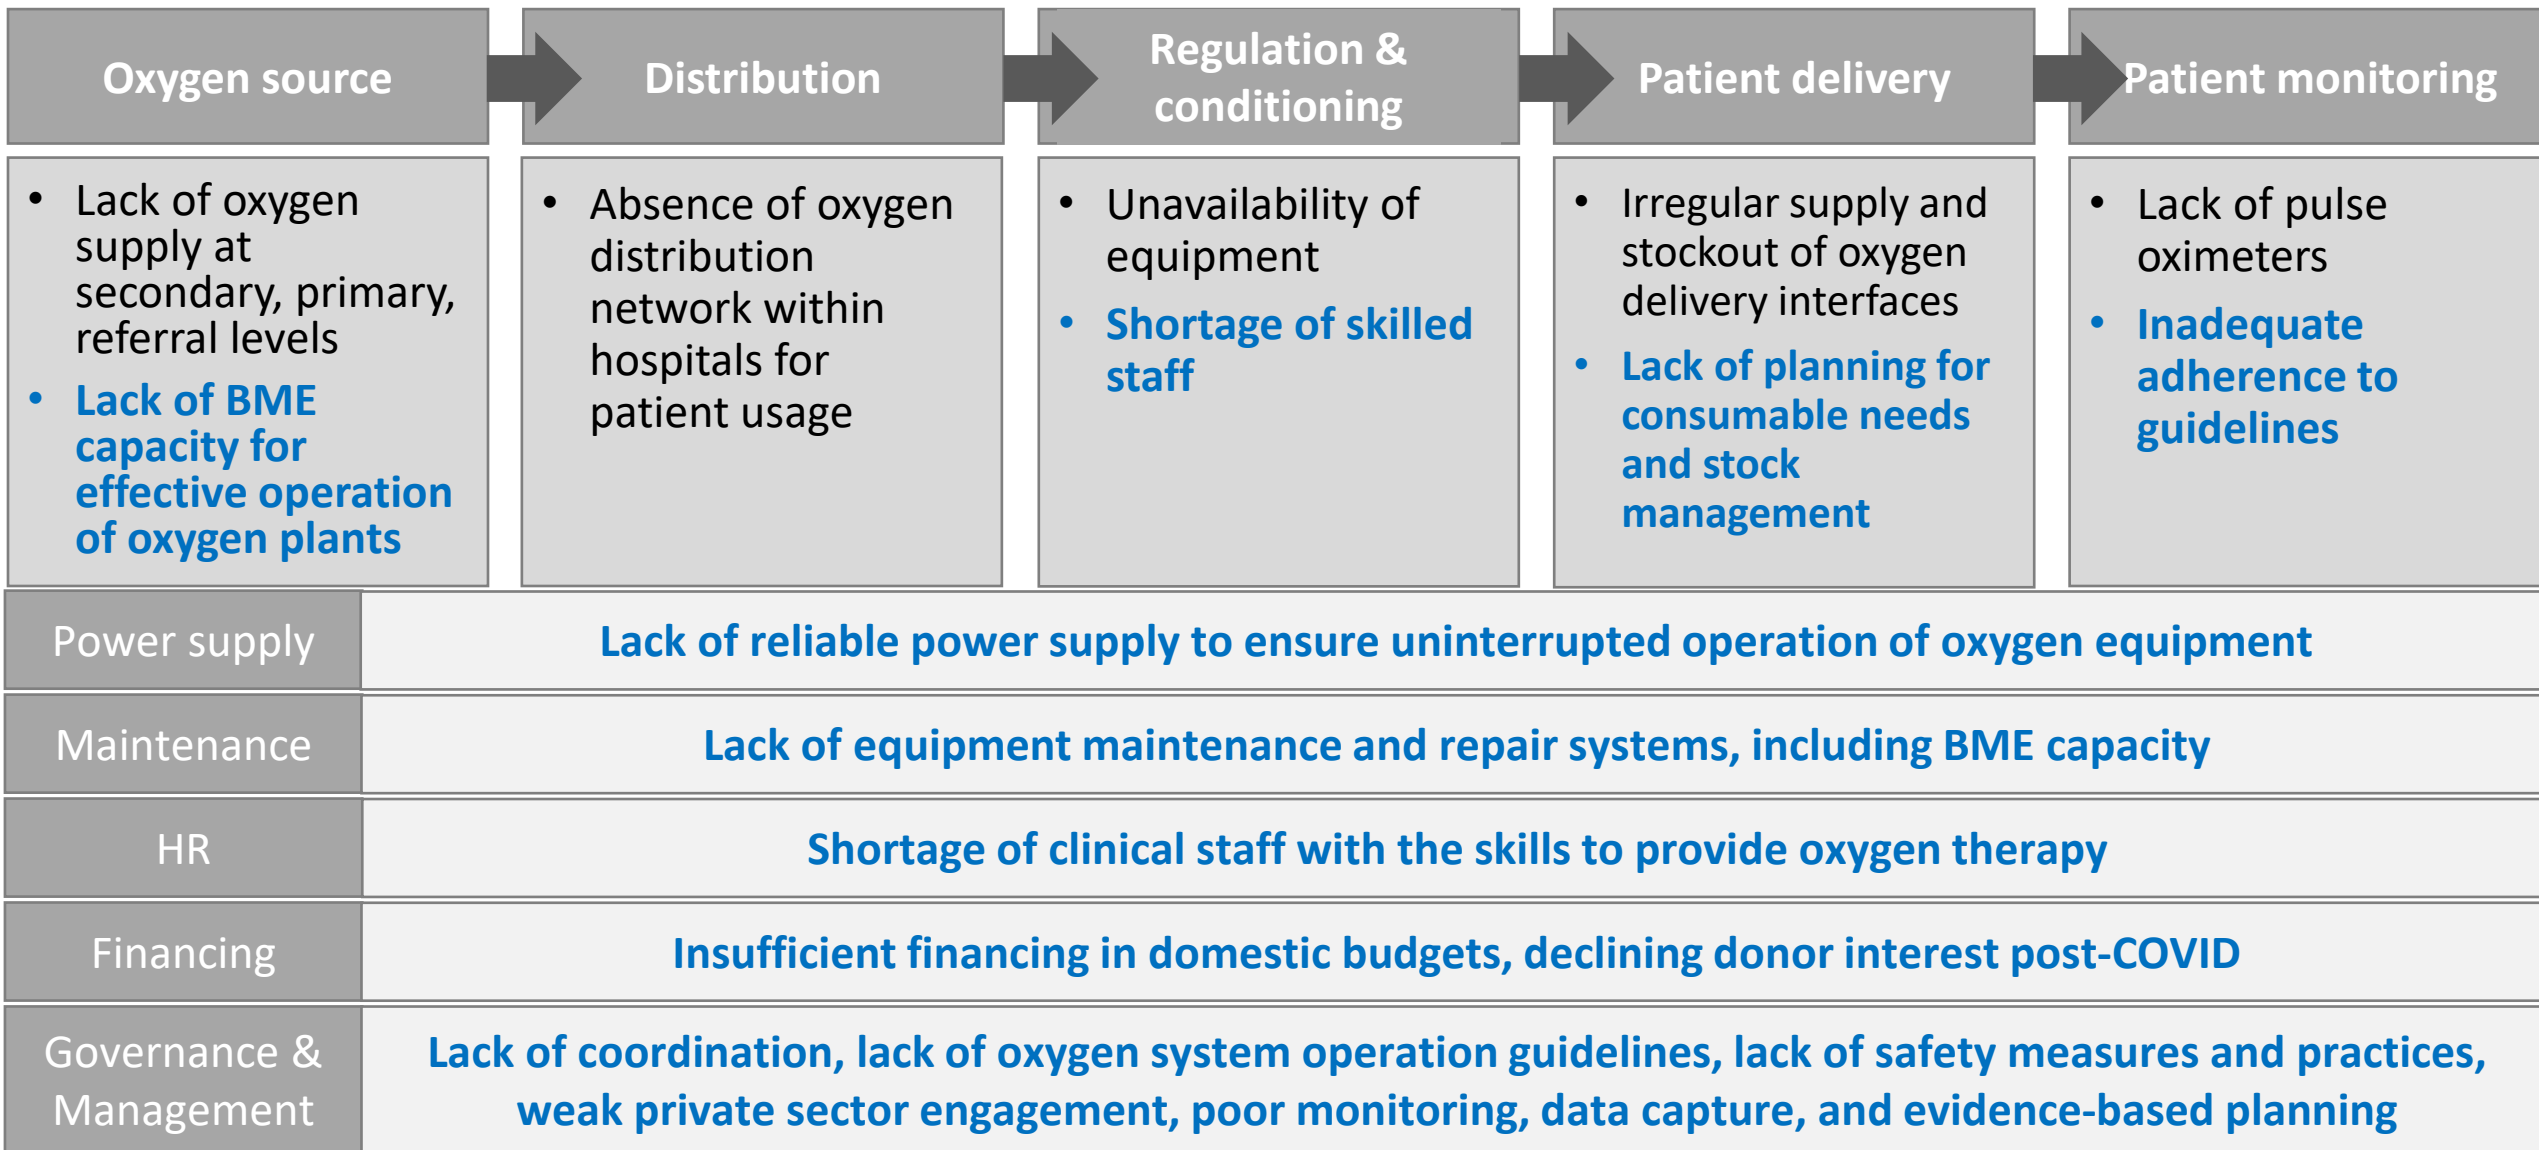 Oxygen source
Distribution
Regulation &
conditioning
Patient delivery
Patient monitoring
• Lack of oxygen
supply at
secondary, primary,
referral levels
• Lack of BME
capacity for
effective operation
of oxygen plants
• Absence of oxygen
distribution
network within
hospitals for
patient usage
• Unavailability of
equipment
• Shortage of skilled
staff
• Irregular supply and
stockout of oxygen
delivery interfaces
• Lack of planning for
consumable needs
and stock
management
• Lack of pulse
oximeters
• Inadequate
adherence to
guidelines
Power supply
Lack of reliable power supply to ensure uninterrupted operation of oxygen equipment
Maintenance
Lack of equipment maintenance and repair systems, including BME capacity
HR
Shortage of clinical staff with the skills to provide oxygen therapy
Financing
Insufficient financing in domestic budgets, declining donor interest post-COVID
Governance &
Management
Lack of coordination, lack of oxygen system operation guidelines, lack of safety measures and practices,
weak private sector engagement, poor monitoring, data capture, and evidence-based planning